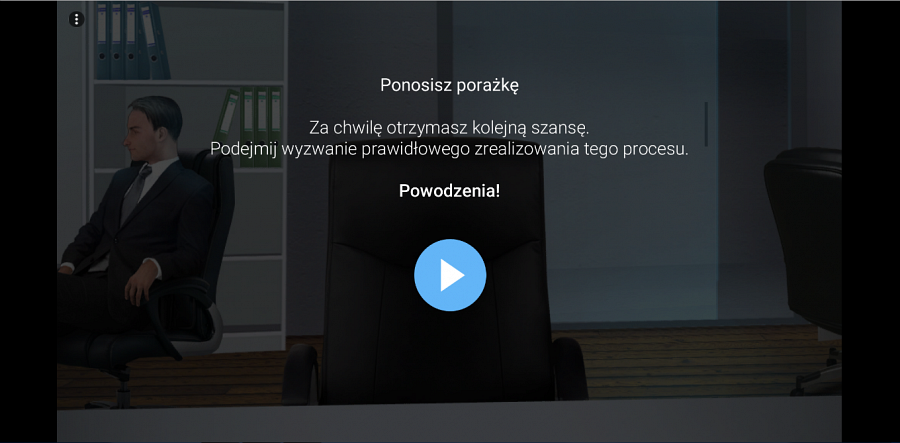 Ponosisz porażkę
Za chwilę otrzymasz kolejną szansę.
Podejmij wyzwanie prawidłowego zrealizowania tego procesu.
Powodzenia!